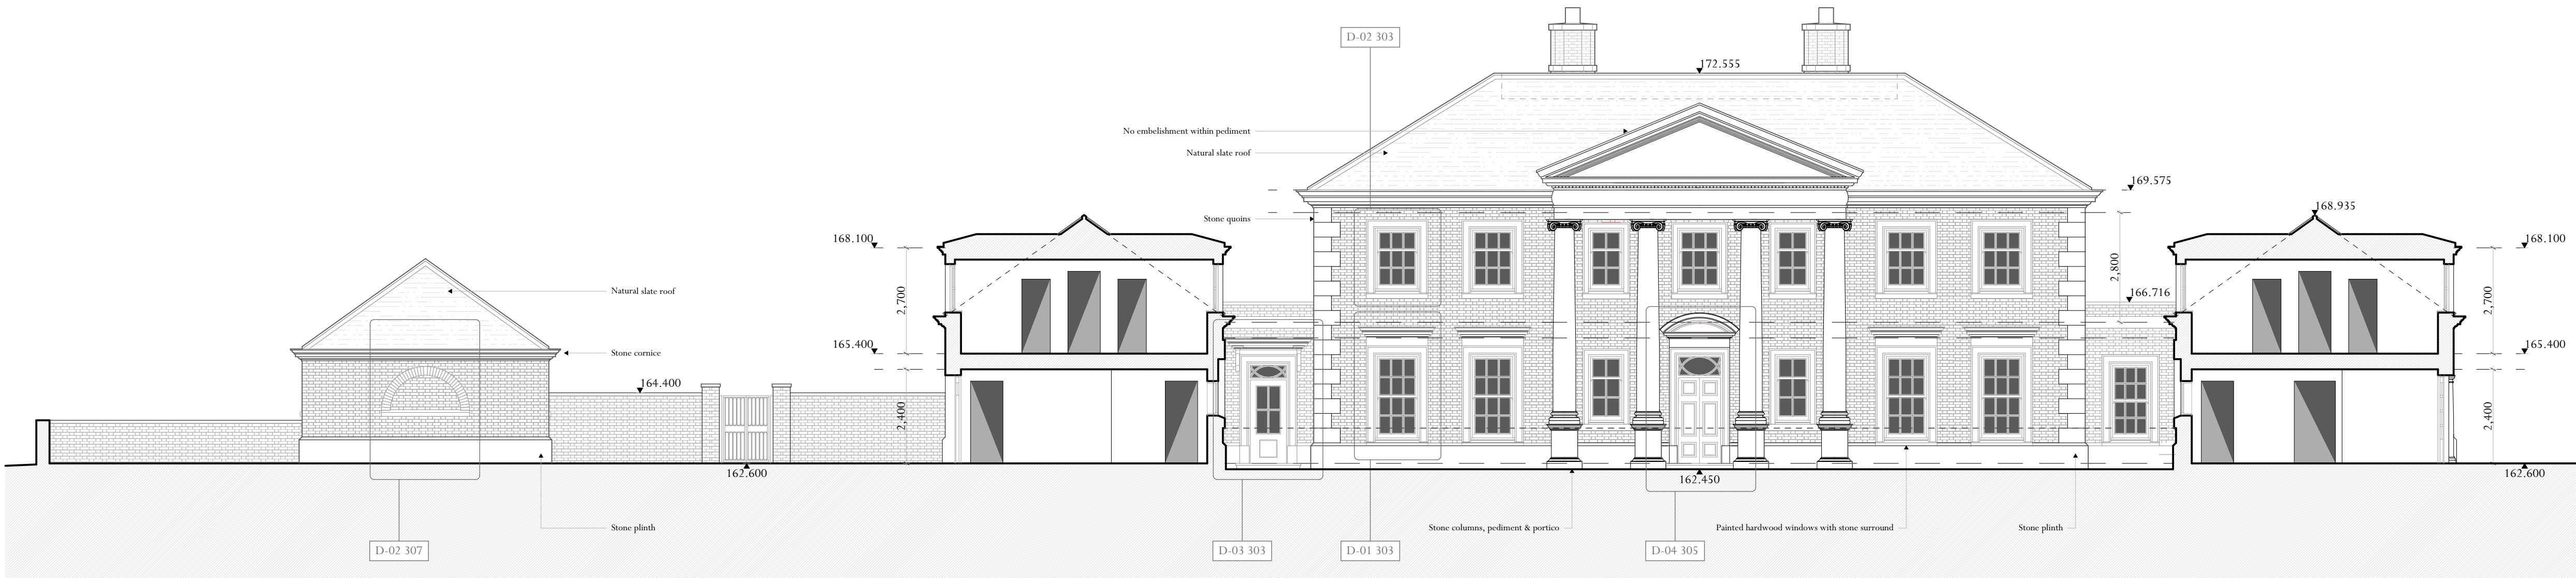 D-02 303
172.555
No embelishment within pediment
Natural slate roof
169.575
Stone quoins
168.935
168.100
168.100
2,800
Natural slate roof
2,700
166.716
2,700
165.400
165.400
Stone cornice
164.400
2,400
2,400
162.600
162.450
162.600
Stone plinth
Stone columns, pediment & portico
Painted hardwood windows with stone surround
Stone plinth
D-02 307
D-03 303
D-01 303
D-04 305